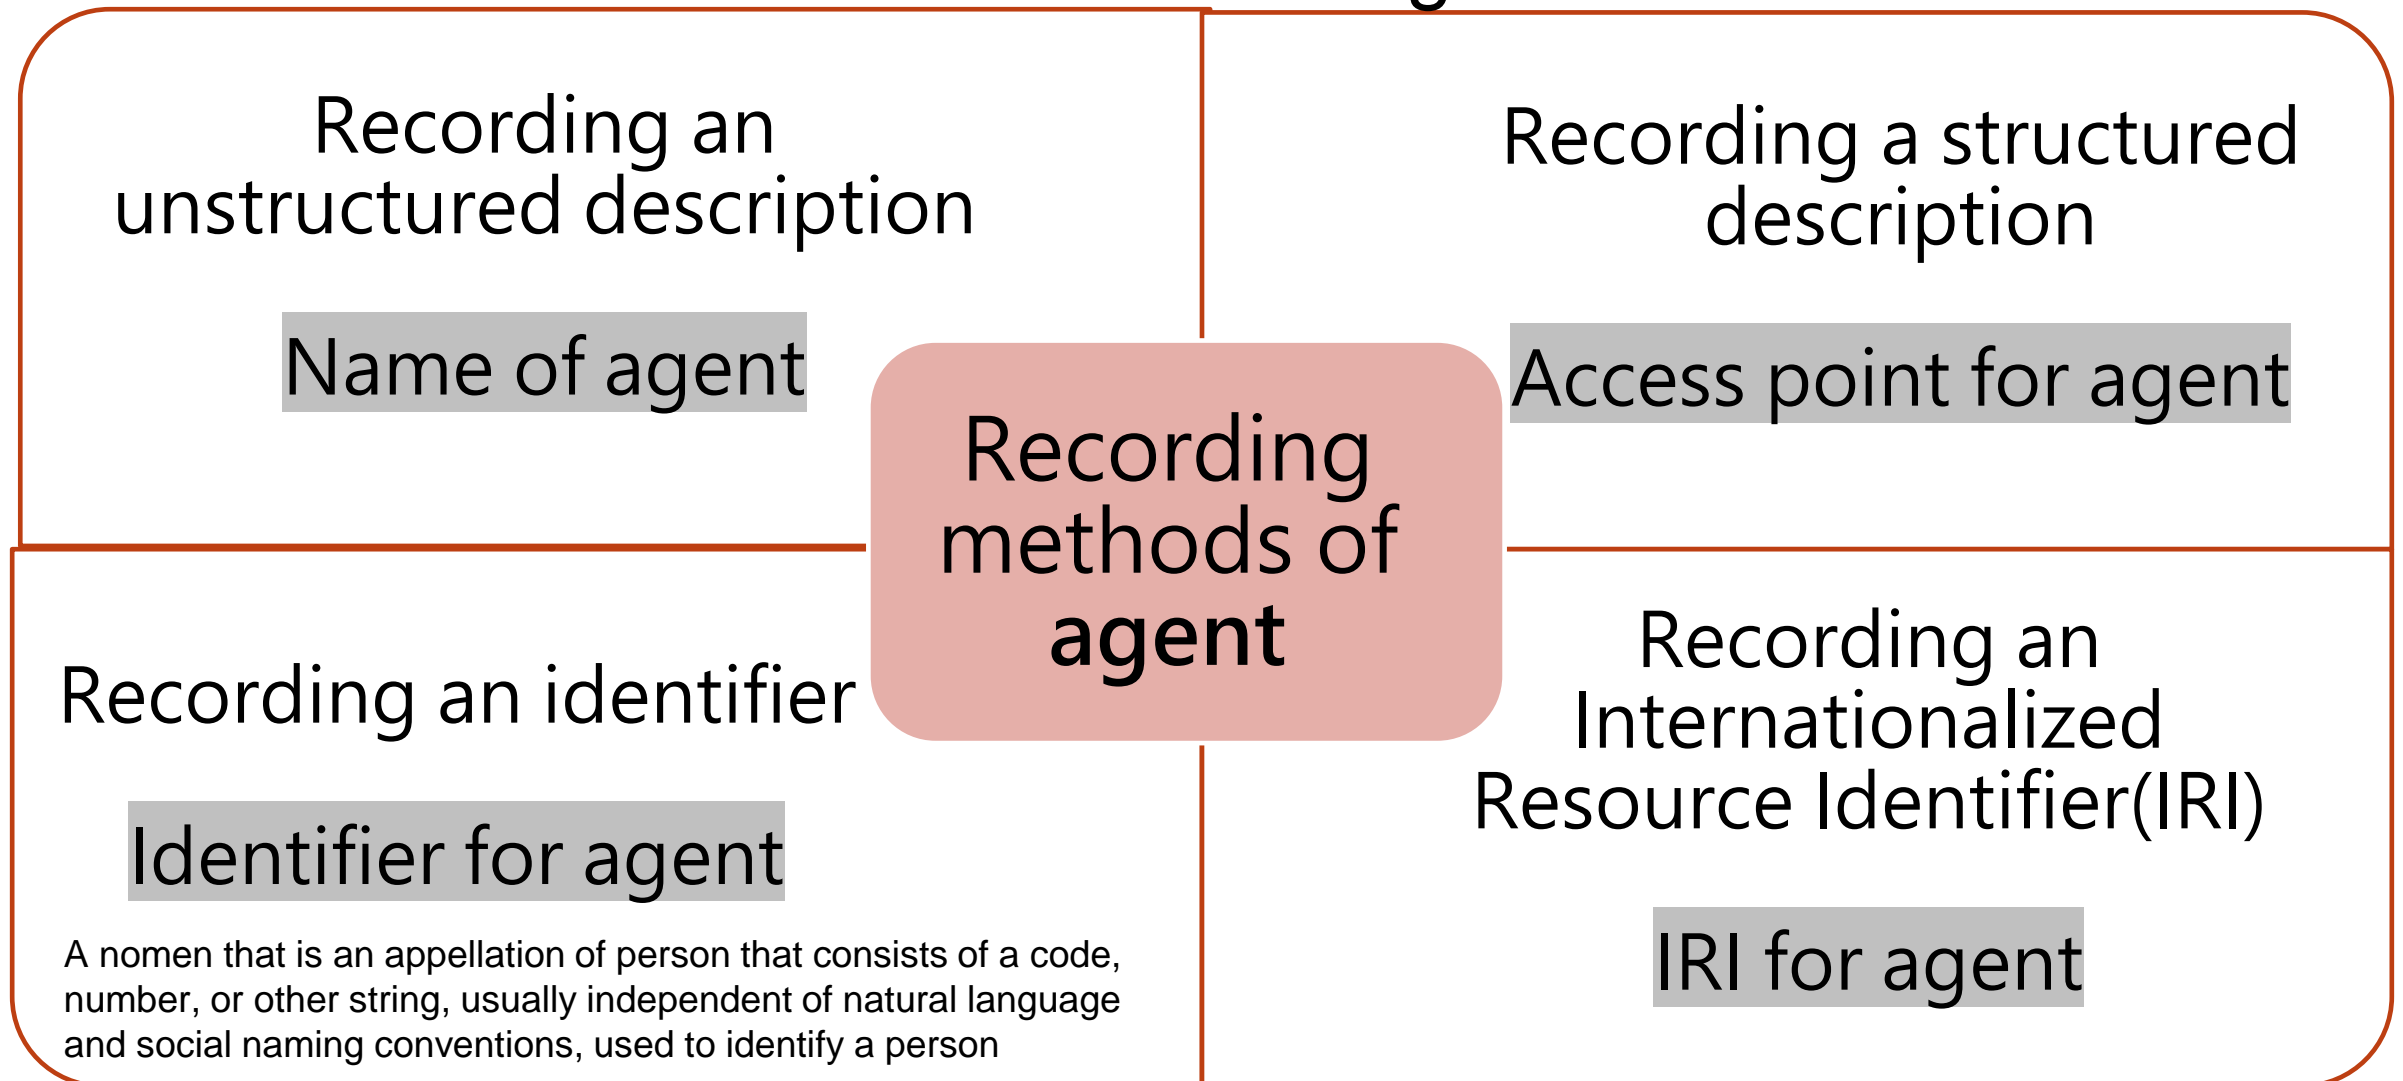 Recording an
unstructured description
Name of agent
Recording a structured
description
Access point for agent
Recording
methods of
agent
Recording an identifier
Identifier for agent
A nomen that is an appellation of person that consists of a code,
number, or other string, usually independent of natural language
and social naming conventions, used to identify a person
Recording an
Internationalized
Resource Identifier(IRI)
IRI for agent